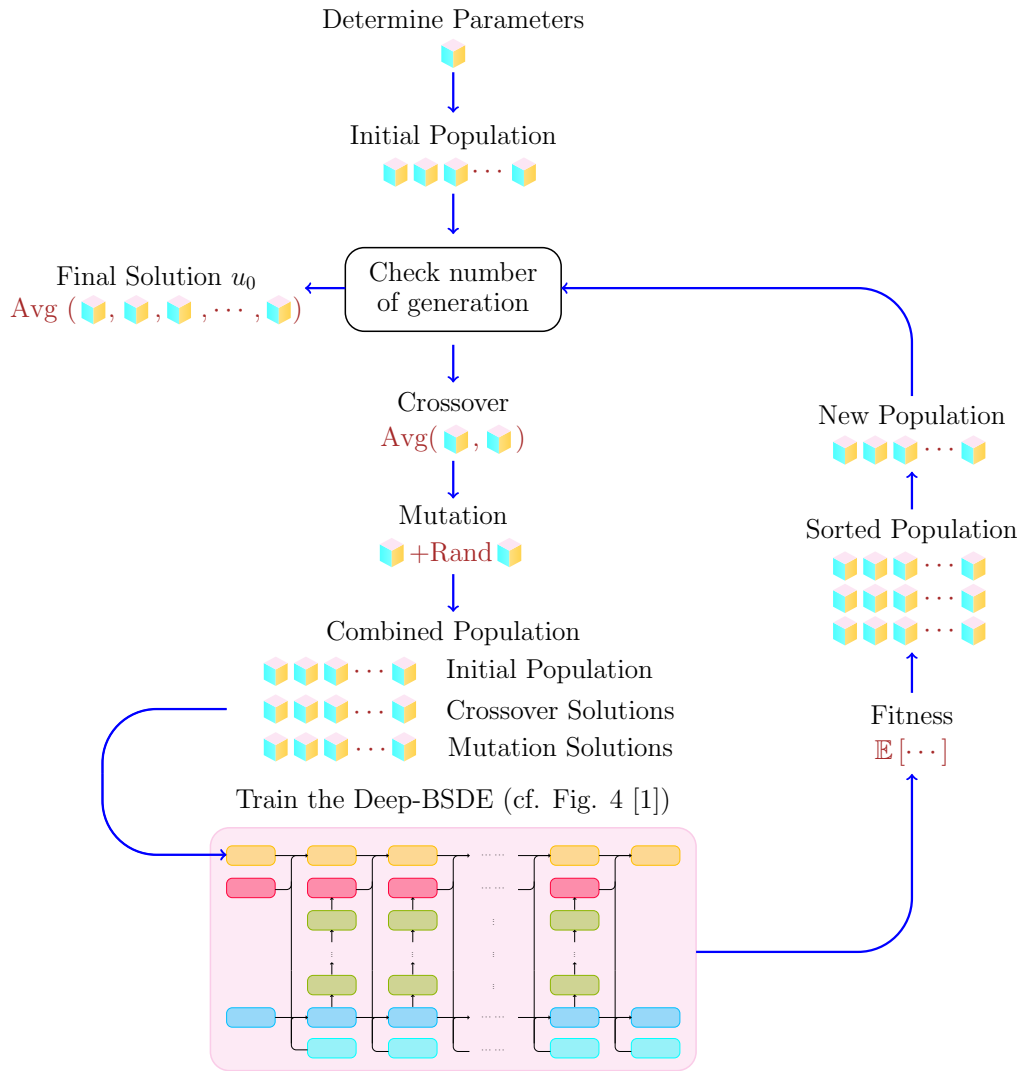 Determine Parameters
Initial Population
···
Check number
of generation
Final Solution u₀
Avg ( , , , ··· , )
Crossover
Avg( , )
Mutation
+Rand
Combined Population
··· Initial Population
··· Crossover Solutions
··· Mutation Solutions
Train the Deep-BSDE (cf. Fig. 4 [1])
Fitness
𝔼 [···]
Sorted Population
···
···
···
New Population
···